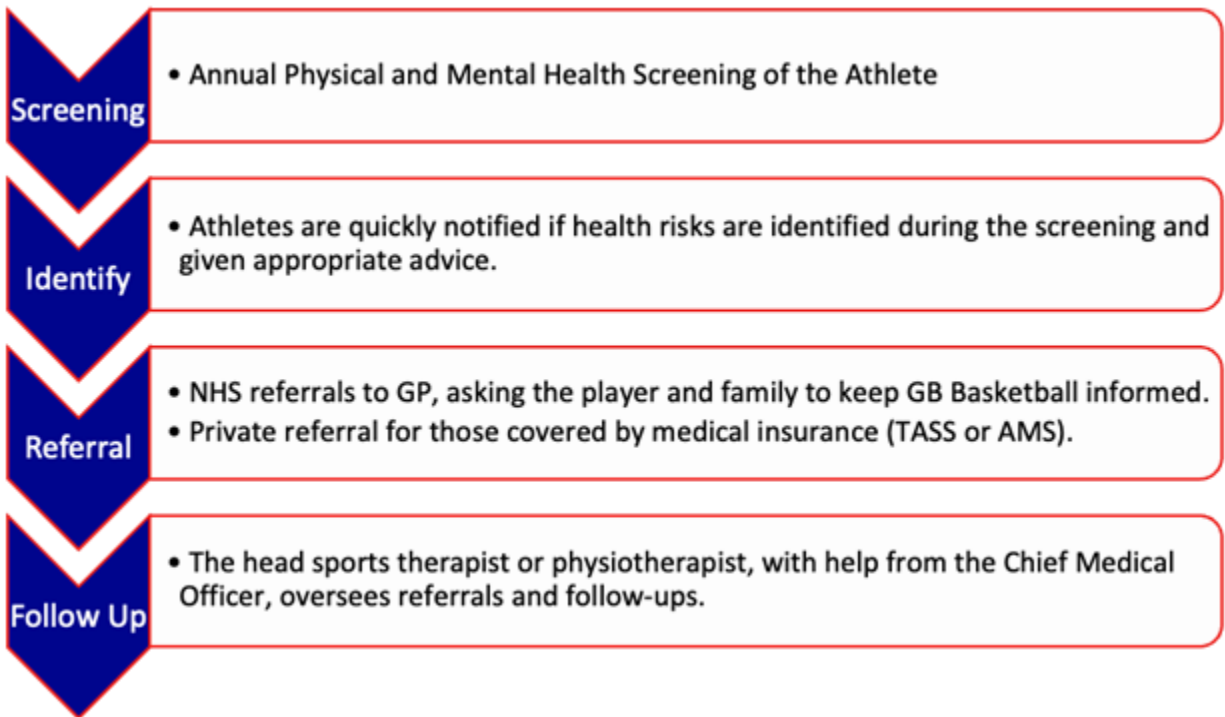 Screening
• Annual Physical and Mental Health Screening of the Athlete
Identify
• Athletes are quickly notified if health risks are identified during the screening and
given appropriate advice.
Referral
• NHS referrals to GP, asking the player and family to keep GB Basketball informed.
• Private referral for those covered by medical insurance (TASS or AMS).
Follow Up
• The head sports therapist or physiotherapist, with help from the Chief Medical
Officer, oversees referrals and follow-ups.